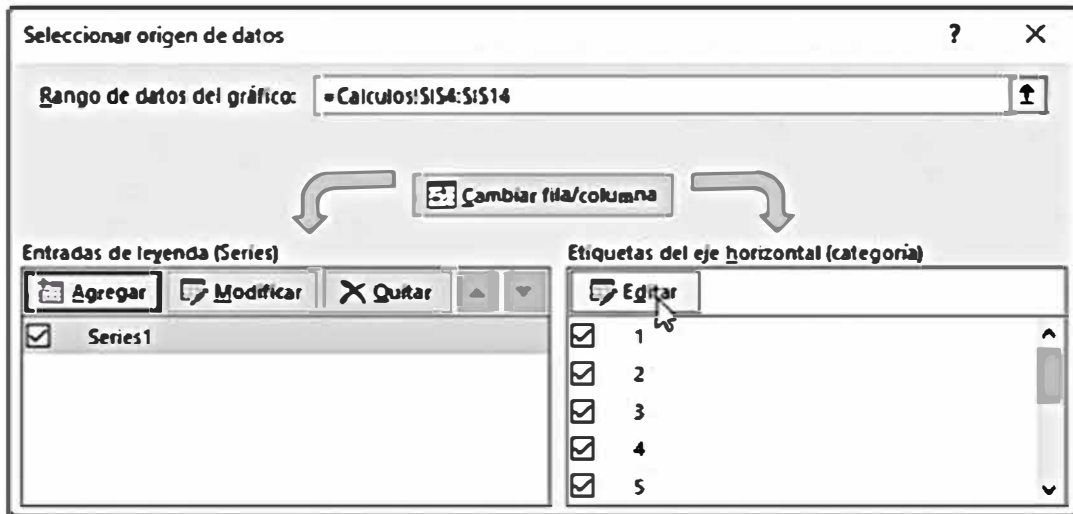 Seleccionar origen de datos ? ✕
Rango de datos del gráfico: =Calculos!$I$4:$I$14
Cambiar fila/columna
Entradas de leyenda (Series)
Agregar Modificar Quitar
Series1
Etiquetas del eje horizontal (categoría)
Editar
1
2
3
4
5